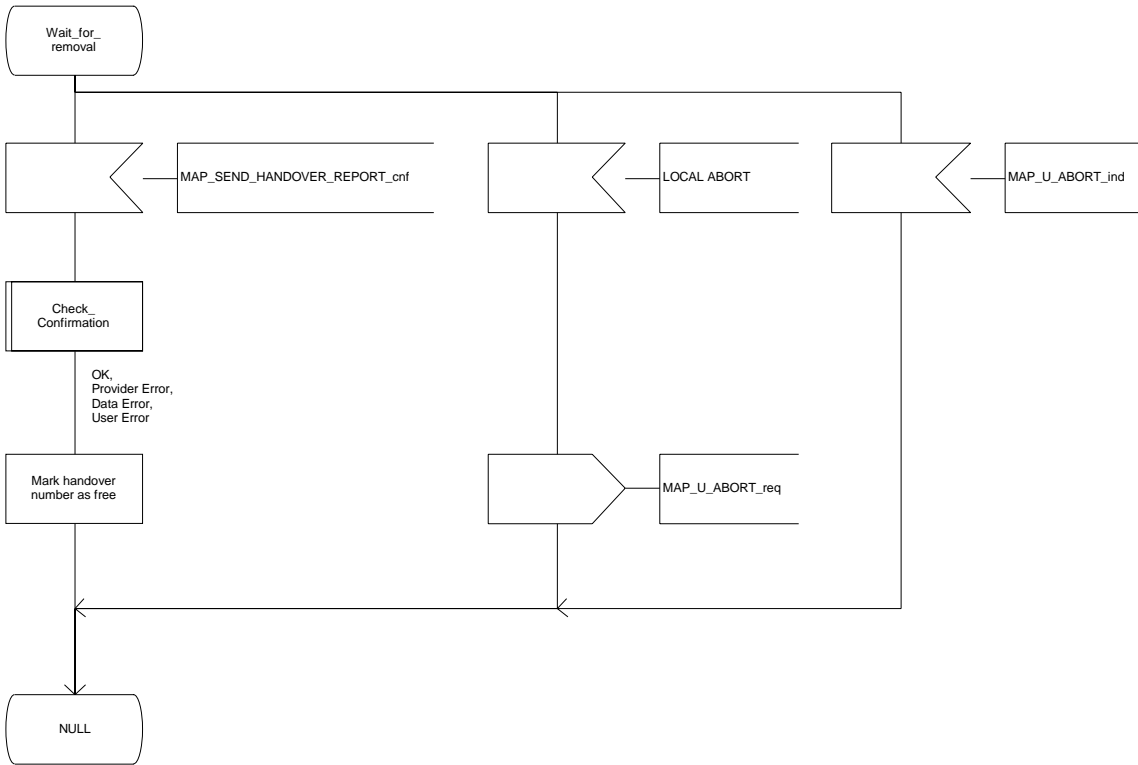 Wait_for_
removal
MAP_SEND_HANDOVER_REPORT_cnf
LOCAL ABORT
MAP_U_ABORT_ind
Check_
Confirmation
OK,
Provider Error,
Data Error,
User Error
Mark handover
number as free
MAP_U_ABORT_req
NULL